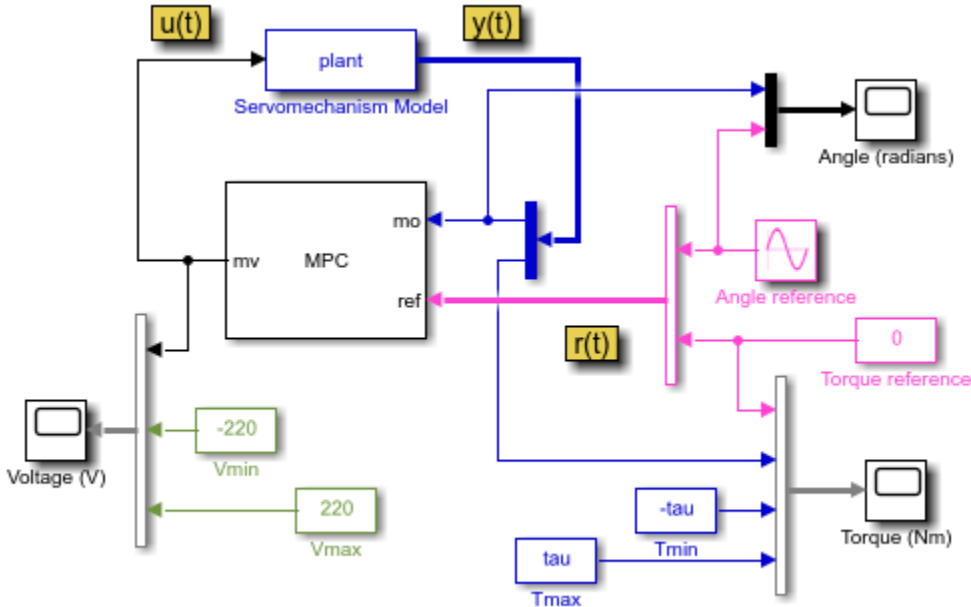 u(t)
y(t)
plant
Servomechanism Model
Angle (radians)
mo
mv
MPC
ref
Angle reference
r(t)
0
Torque reference
-220
Vmin
Voltage (V)
220
Vmax
-tau
Tmin
Torque (Nm)
tau
Tmax